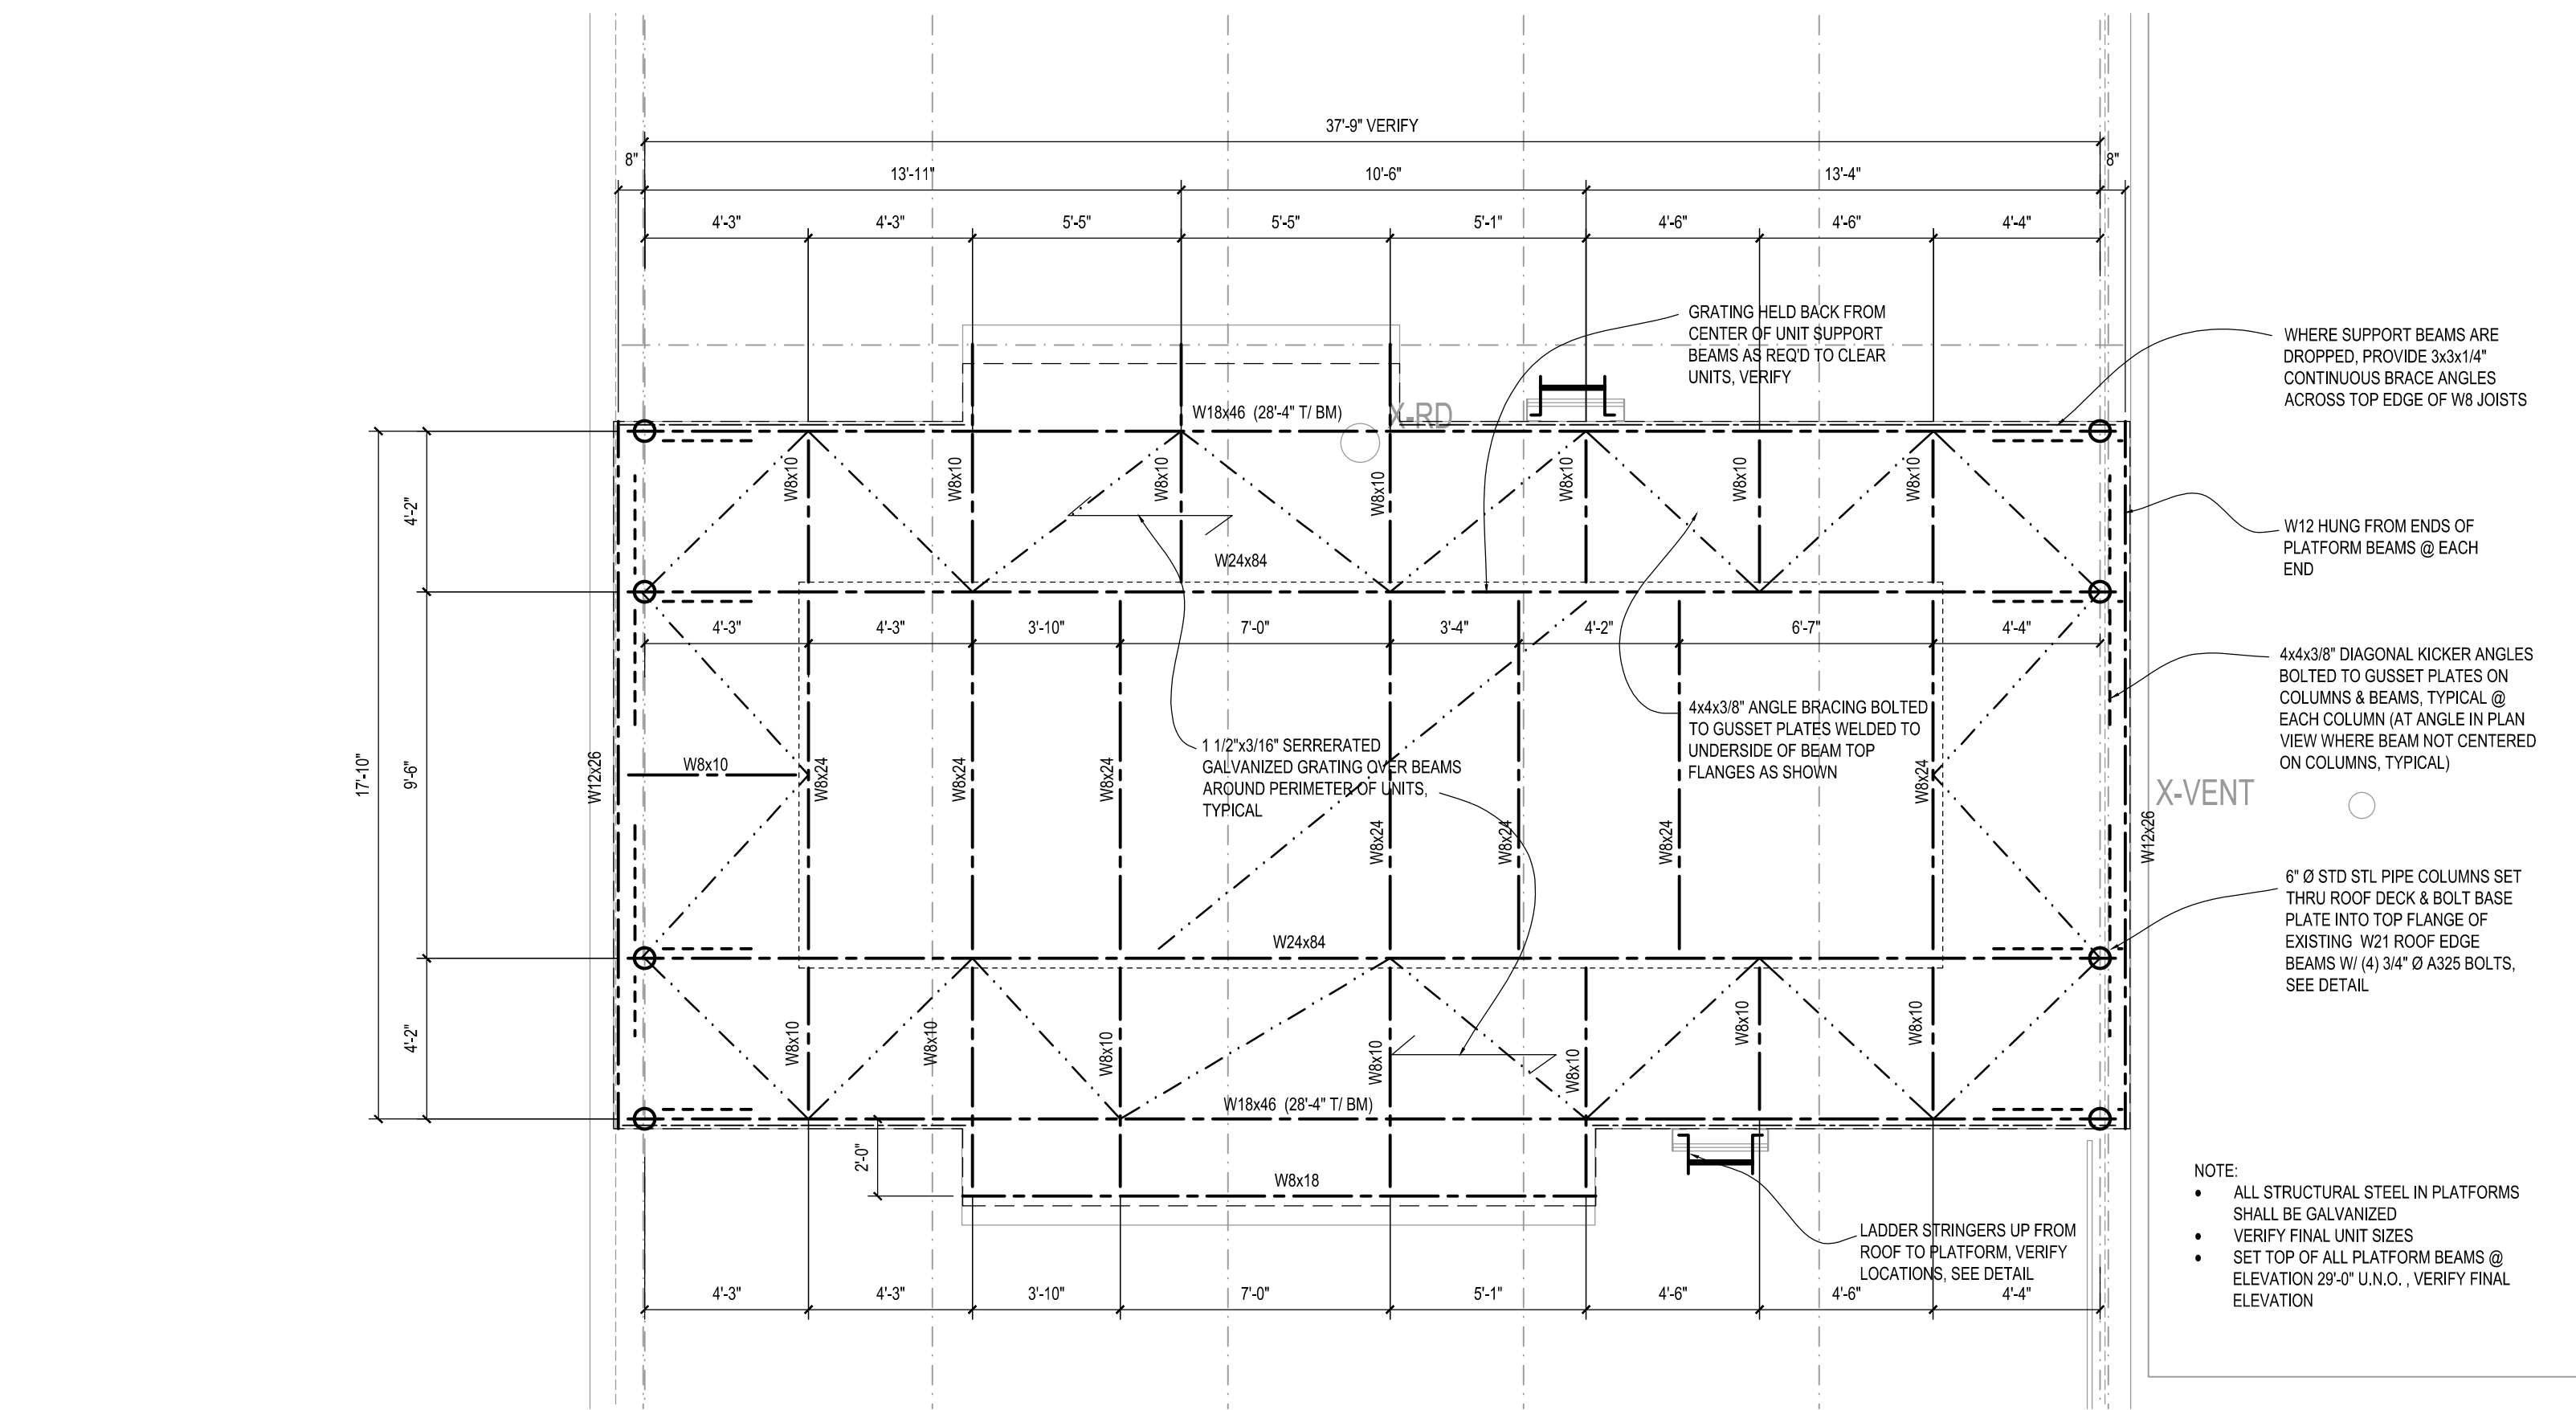 37'-9" VERIFY
8"
8"
13'-11"
10'-6"
13'-4"
4'-3"
4'-3"
5'-5"
5'-5"
5'-1"
4'-6"
4'-6"
4'-4"
GRATING HELD BACK FROM
CENTER OF UNIT SUPPORT
BEAMS AS REQ'D TO CLEAR
UNITS, VERIFY
WHERE SUPPORT BEAMS ARE
DROPPED, PROVIDE 3x3x1/4"
CONTINUOUS BRACE ANGLES
ACROSS TOP EDGE OF W8 JOISTS
W18x46 (28'-4" T/ BM)
X-RD
W8x10
W8x10
W8x10
W8x10
W8x10
W8x10
W8x10
4'-2"
W12 HUNG FROM ENDS OF
PLATFORM BEAMS @ EACH
END
W24x84
4'-3"
4'-3"
3'-10"
7'-0"
3'-4"
4'-2"
6'-7"
4'-4"
4x4x3/8" DIAGONAL KICKER ANGLES
BOLTED TO GUSSET PLATES ON
COLUMNS & BEAMS, TYPICAL @
EACH COLUMN (AT ANGLE IN PLAN
VIEW WHERE BEAM NOT CENTERED
ON COLUMNS, TYPICAL)
4x4x3/8" ANGLE BRACING BOLTED
TO GUSSET PLATES WELDED TO
UNDERSIDE OF BEAM TOP
FLANGES AS SHOWN
1 1/2"x3/16" SERRERATED
GALVANIZED GRATING OVER BEAMS
AROUND PERIMETER OF UNITS,
TYPICAL
17'-10"
9'-6"
W12x26
W8x10
W8x24
W8x24
W8x24
W8x24
W8x24
W8x24
W8x24
X-VENT
W12x26
6" Ø STD STL PIPE COLUMNS SET
THRU ROOF DECK & BOLT BASE
PLATE INTO TOP FLANGE OF
EXISTING W21 ROOF EDGE
BEAMS W/ (4) 3/4" Ø A325 BOLTS,
SEE DETAIL
W24x84
4'-2"
W8x10
W8x10
W8x10
W8x10
W8x10
W8x10
W8x10
W18x46 (28'-4" T/ BM)
2'-0"
W8x18
LADDER STRINGERS UP FROM
ROOF TO PLATFORM, VERIFY
LOCATIONS, SEE DETAIL
NOTE:
• ALL STRUCTURAL STEEL IN PLATFORMS
SHALL BE GALVANIZED
• VERIFY FINAL UNIT SIZES
• SET TOP OF ALL PLATFORM BEAMS @
ELEVATION 29'-0" U.N.O. , VERIFY FINAL
ELEVATION
4'-3"
4'-3"
3'-10"
7'-0"
5'-1"
4'-6"
4'-6"
4'-4"